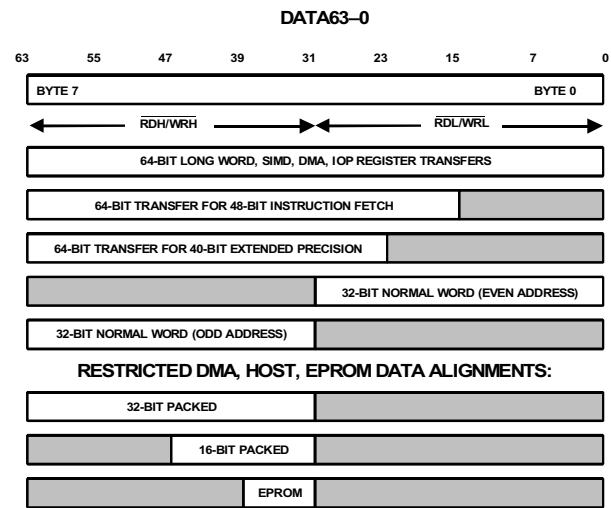 DATA63–0
63 55 47 39 31 23 15 7 0
BYTE 7 BYTE 0
RDH/WRH RDL/WRL
64-BIT LONG WORD, SIMD, DMA, IOP REGISTER TRANSFERS
64-BIT TRANSFER FOR 48-BIT INSTRUCTION FETCH
64-BIT TRANSFER FOR 40-BIT EXTENDED PRECISION
32-BIT NORMAL WORD (EVEN ADDRESS)
32-BIT NORMAL WORD (ODD ADDRESS)
RESTRICTED DMA, HOST, EPROM DATA ALIGNMENTS:
32-BIT PACKED
16-BIT PACKED
EPROM